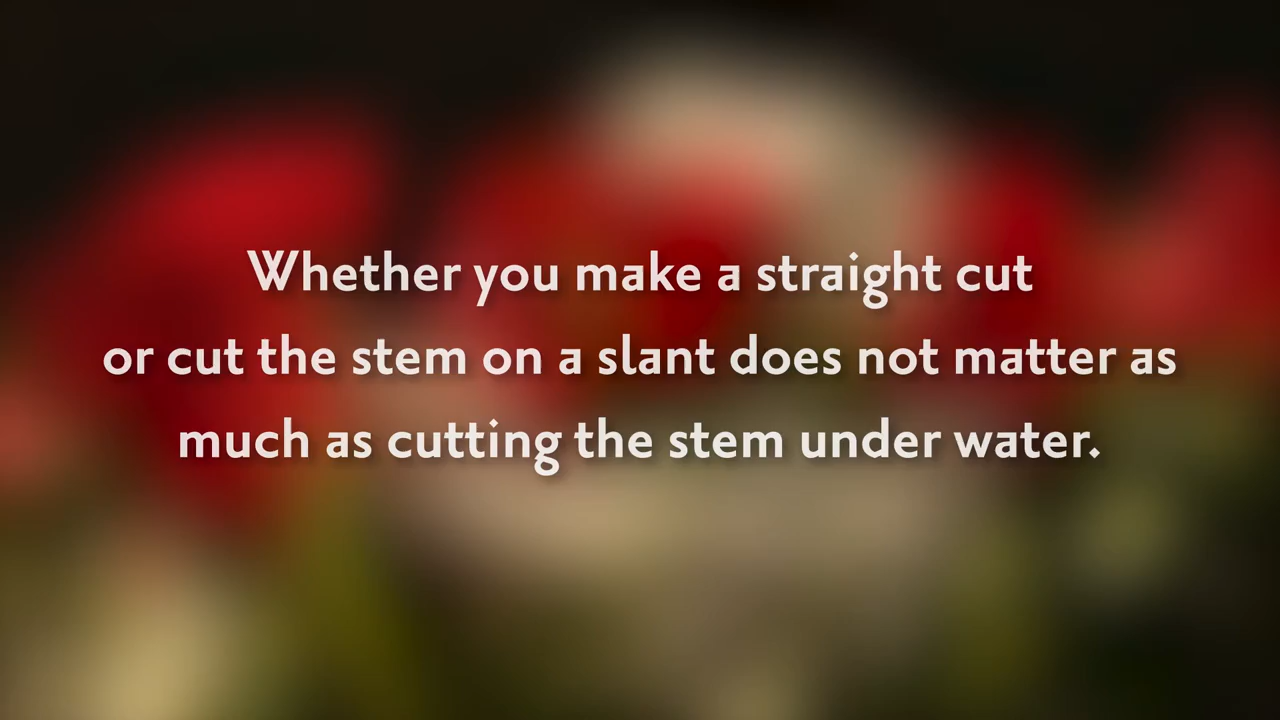 Whether you make a straight cut
or cut the stem on a slant does not matter as
much as cutting the stem under water.